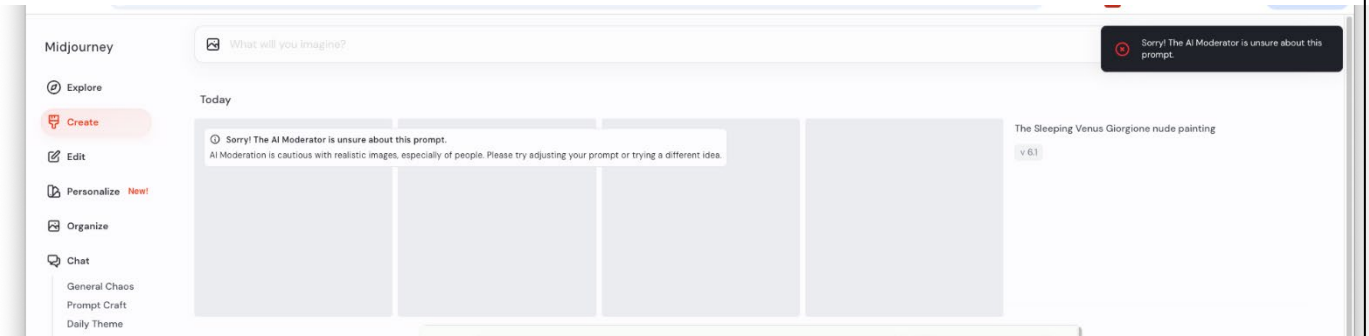 Midjourney
What will you imagine?
Sorry! The AI Moderator is unsure about this
prompt.
Explore
Today
Create
Sorry! The AI Moderator is unsure about this prompt.
AI Moderation is cautious with realistic images, especially of people. Please try adjusting your prompt or trying a different idea.
The Sleeping Venus Giorgione nude painting
v 6.1
Edit
Personalize New!
Organize
Chat
General Chaos
Prompt Craft
Daily Theme